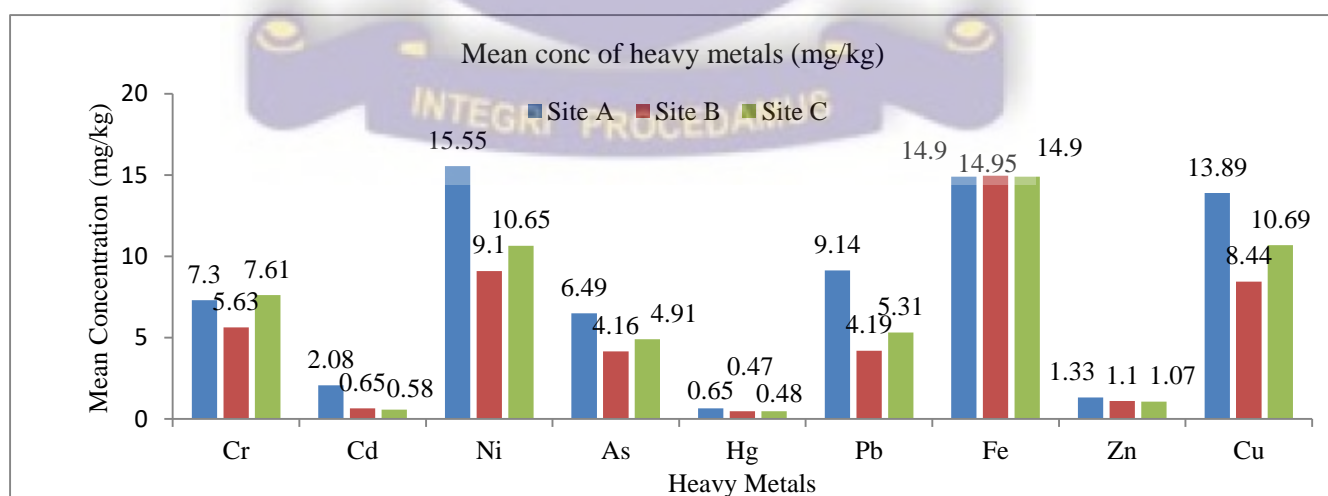 Mean conc of heavy metals (mg/kg)
INTEGRI PROCEDAMUS
Site A Site B Site C
Mean Concentration (mg/kg)
20
15
10
5
0
7.3 5.63 7.61
2.08 0.65 0.58
15.55 9.1 10.65
6.49 4.16 4.91
0.65 0.47 0.48
9.14 4.19 5.31
14.9 14.95 14.9
1.33 1.1 1.07
13.89 8.44 10.69
Cr Cd Ni As Hg Pb Fe Zn Cu
Heavy Metals